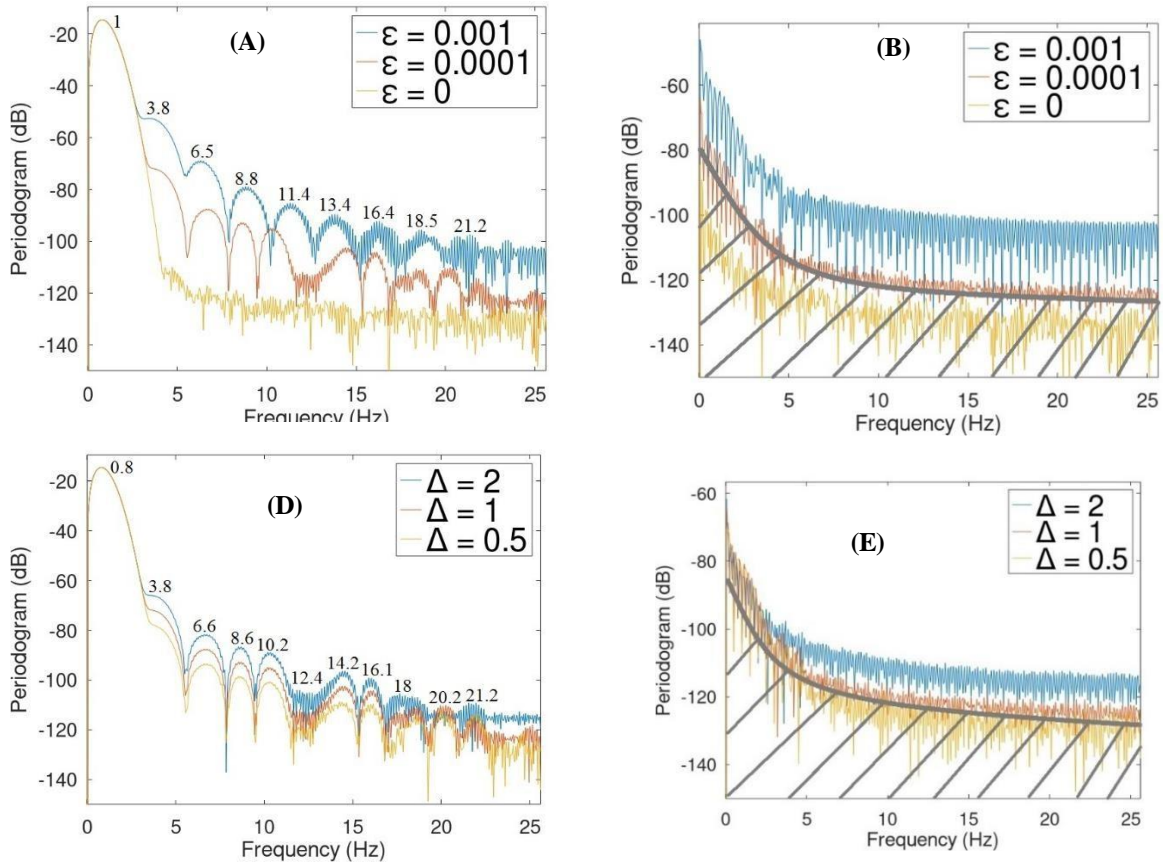 (A)
ε = 0.001
ε = 0.0001
ε = 0
1
3.8
6.5
8.8
11.4
13.4
16.4
18.5
21.2
Periodogram (dB)
-20
-40
-60
-80
-100
-120
-140
0 5 10 15 20 25
Frequency (Hz)
(B)
ε = 0.001
ε = 0.0001
ε = 0
Periodogram (dB)
-60
-80
-100
-120
-140
0 5 10 15 20 25
Frequency (Hz)
(D)
Δ = 2
Δ = 1
Δ = 0.5
0.8
3.8
6.6
8.6
10.2
12.4
14.2
16.1
18
20.2
21.2
Periodogram (dB)
-20
-40
-60
-80
-100
-120
-140
0 5 10 15 20 25
Frequency (Hz)
(E)
Δ = 2
Δ = 1
Δ = 0.5
Periodogram (dB)
-60
-80
-100
-120
-140
0 5 10 15 20 25
Frequency (Hz)